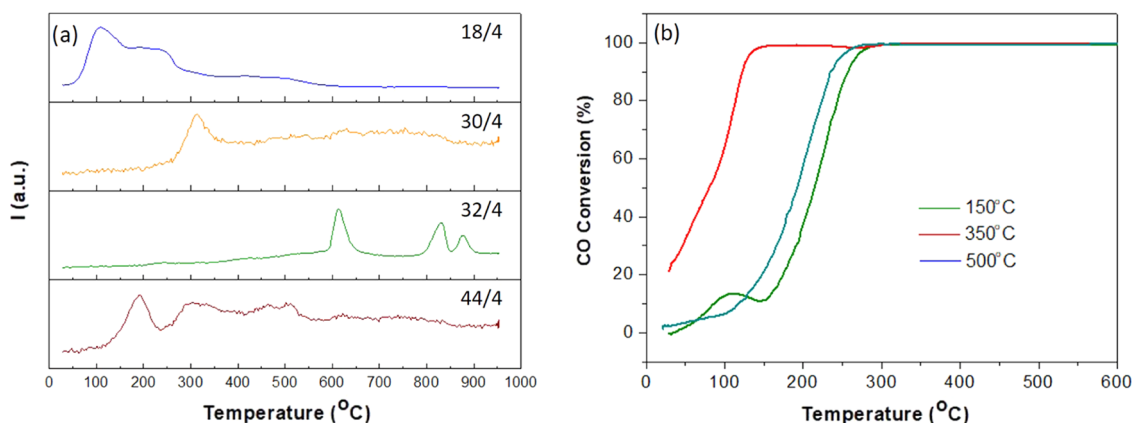 (a)
18/4
30/4
32/4
44/4
I (a.u.)
0 100 200 300 400 500 600 700 800 900 1000
Temperature (°C)
(b)
100
80
60
40
20
0
CO Conversion (%)
150°C
350°C
500°C
0 100 200 300 400 500 600
Temperature (°C)